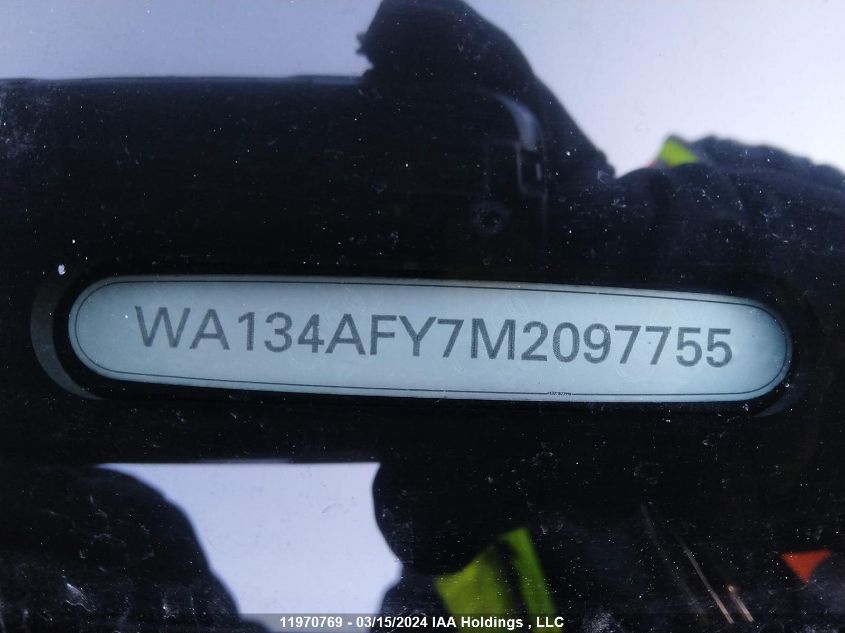 WA134AFY7M2097755
11970769 - 03/15/2024 IAA Holdings , LLC